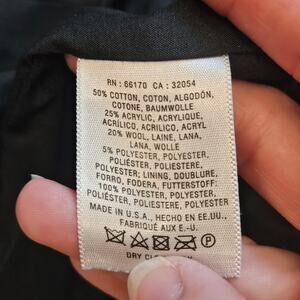 RN : 66170 CA : 32054
50% COTTON, COTON, ALGODÓN,
COTONE, BAUMWOLLE
25% ACRYLIC, ACRYLIQUE,
ACRÍLICO, ACRILICO, ACRYL
20% WOOL, LAINE, LANA,
LANA, WOLLE
5% POLYESTER, POLYESTER,
POLIÉSTER, POLIESTERE,
POLYESTER; LINING, DOUBLURE,
FORRO, FODERA, FUTTERSTOFF:
100% POLYESTER, POLYESTER,
POLIÉSTER, POLIESTERE, POLYESTER
MADE IN U.S.A., HECHO EN EE.UU.,
FABRIQUÉ AUX E.-U.
P
DRY